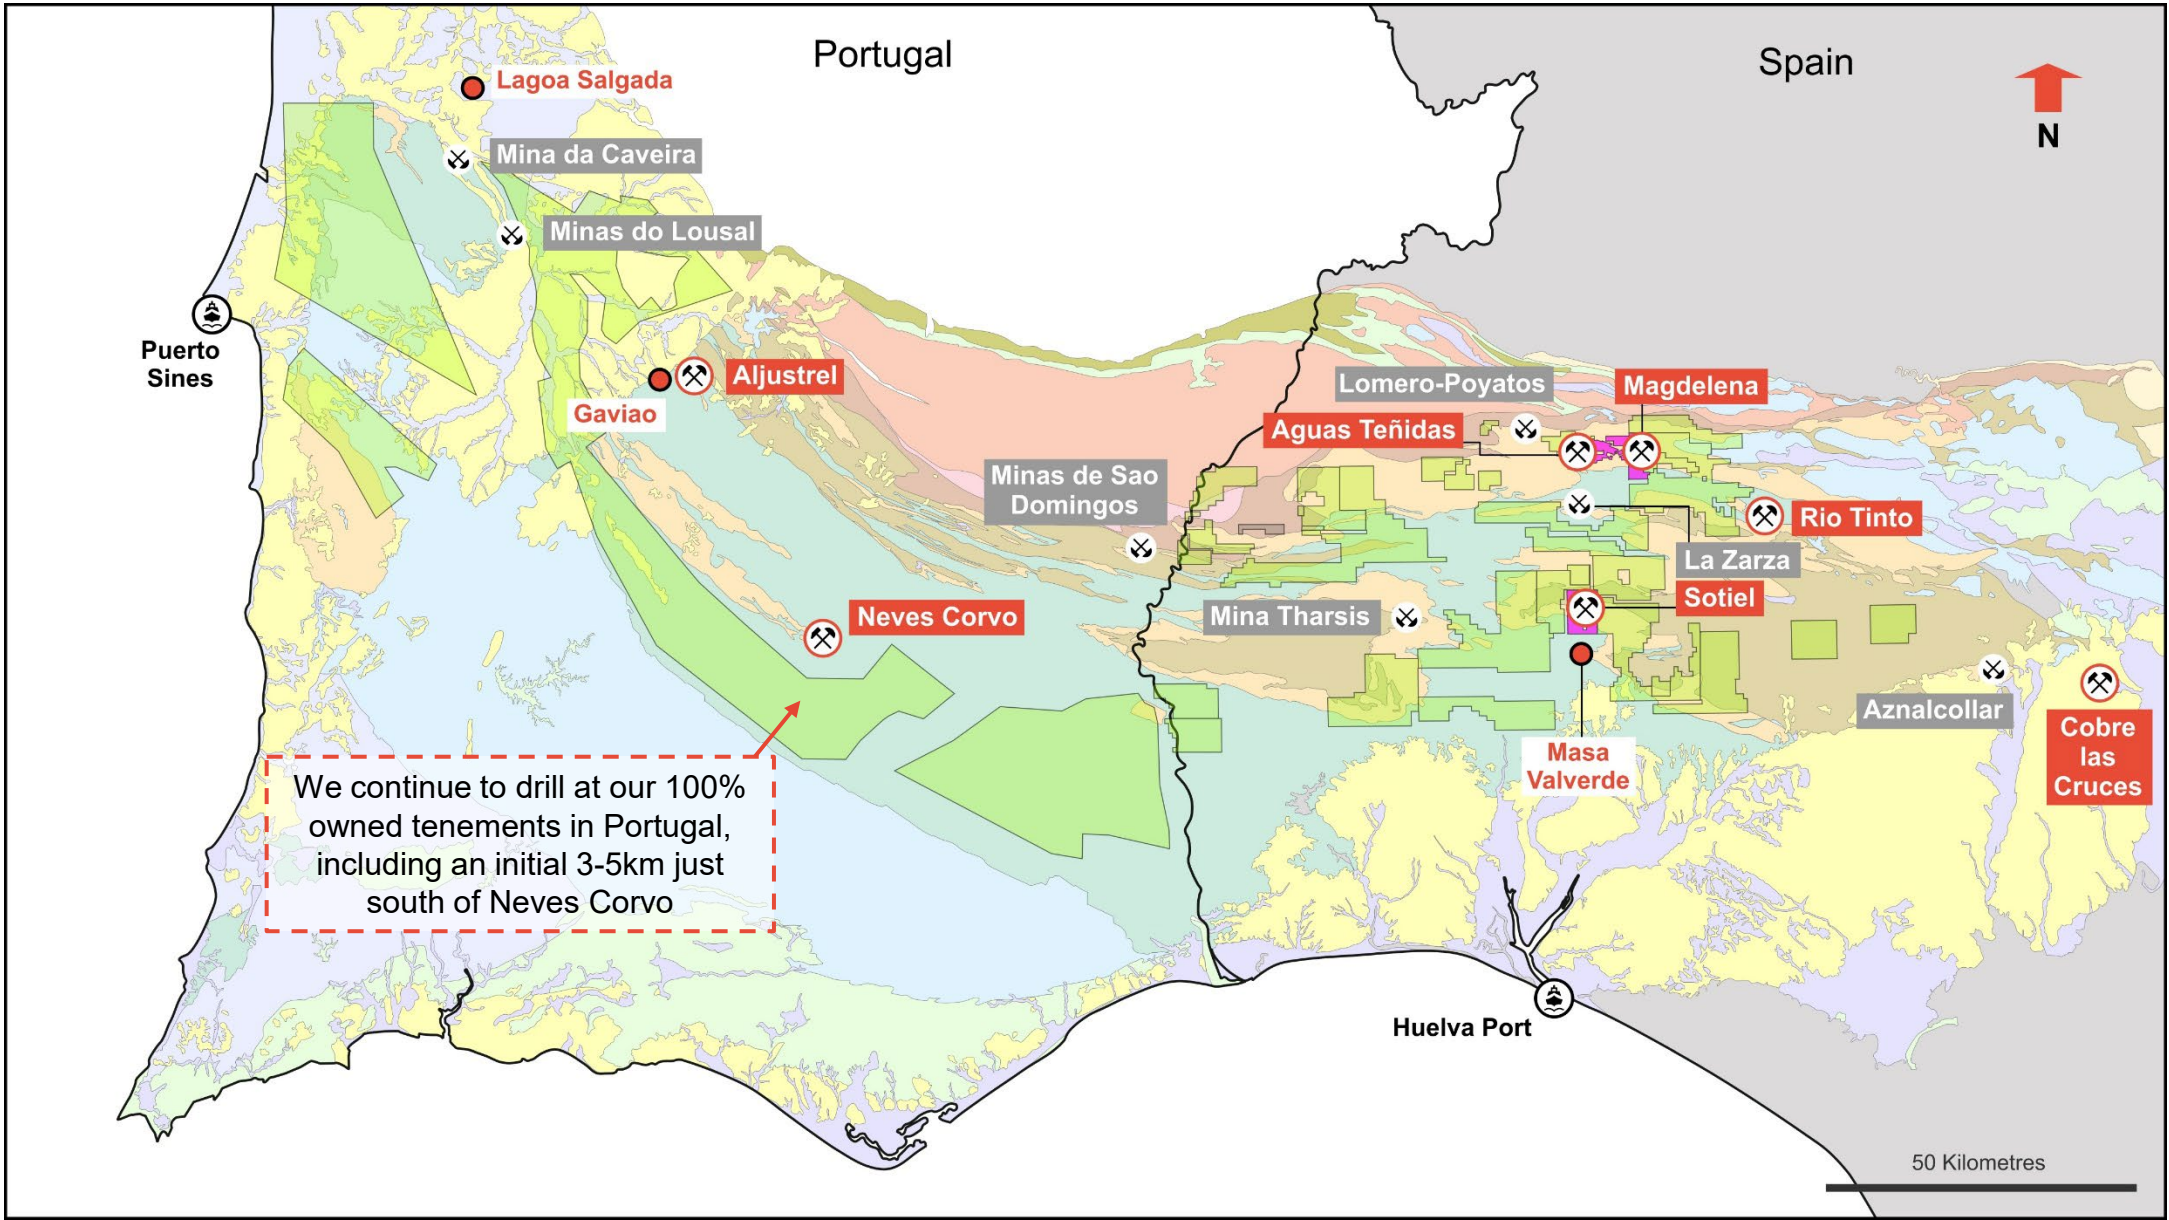 Portugal
Spain
N
Lagoa Salgada
Mina da Caveira
Minas do Lousal
Puerto
Sines
Aljustrel
Gaviao
Lomero-Poyatos
Magdelena
Aguas Teñidas
Minas de Sao
Domingos
Rio Tinto
La Zarza
Sotiel
Neves Corvo
Mina Tharsis
Aznalcollar
Cobre
las
Cruces
Masa
Valverde
We continue to drill at our 100%
owned tenements in Portugal,
including an initial 3-5km just
south of Neves Corvo
Huelva Port
50 Kilometres